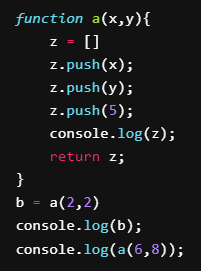 function a(x,y){
    z = []
    z.push(x);
    z.push(y);
    z.push(5);
    console.log(z);
    return z;
}
b = a(2,2)
console.log(b);
console.log(a(6,8));